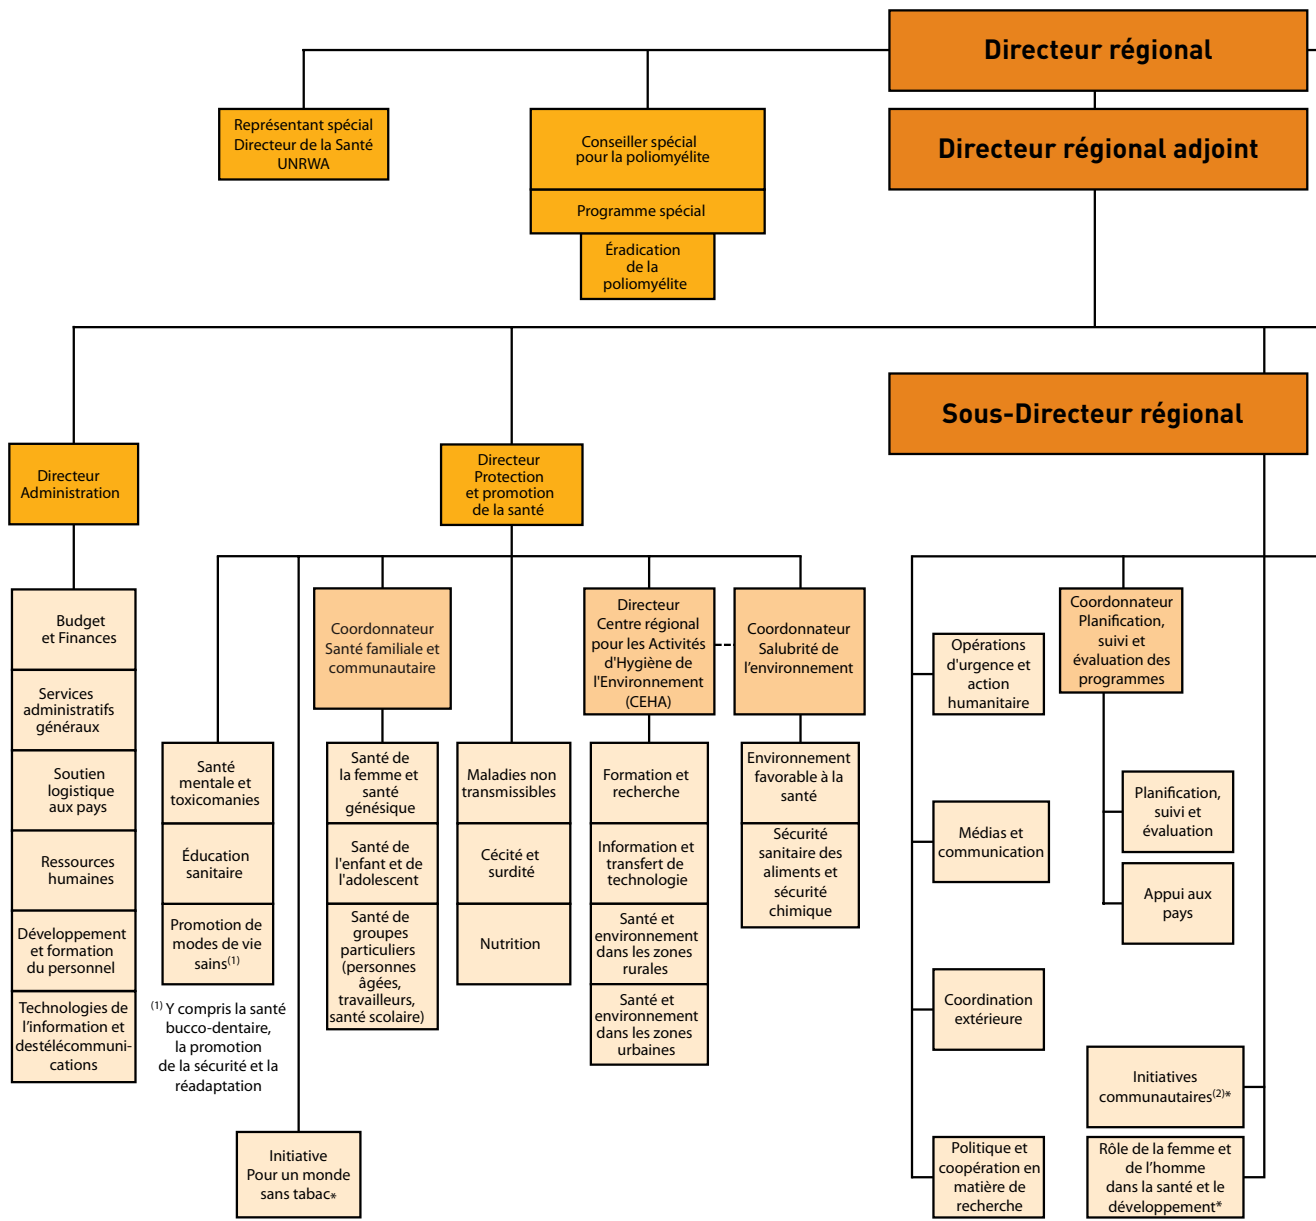 Directeur régional
Directeur régional adjoint
Représentant spécial
Directeur de la Santé
UNRWA
Conseiller spécial
pour la poliomyélite
Programme spécial
Éradication
de la
poliomyélite
Sous-Directeur régional
Directeur
Administration
Directeur
Protection
et promotion
de la santé
Budget
et Finances
Services
administratifs
généraux
Soutien
logistique
aux pays
Ressources
humaines
Développement
et formation
du personnel
Technologies de
l'information et
destélécommuni-
cations
Santé
mentale et
toxicomanies
Éducation
sanitaire
Promotion de
modes de vie
sains(1)
(1) Y compris la santé
bucco-dentaire,
la promotion
de la sécurité et la
réadaptation
Initiative
Pour un monde
sans tabac*
Coordonnateur
Santé familiale et
communautaire
Santé de
la femme et
santé
génésique
Santé de
l'enfant et de
l'adolescent
Santé de
groupes
particuliers
(personnes
âgées,
travailleurs,
santé scolaire)
Maladies non
transmissibles
Cécité et
surdité
Nutrition
Directeur
Centre régional
pour les Activités
d'Hygiène de
l'Environnement
(CEHA)
Formation et
recherche
Information et
transfert de
technologie
Santé et
environnement
dans les zones
rurales
Santé et
environnement
dans les zones
urbaines
Coordonnateur
Salubrité de
l'environnement
Environnement
favorable à la
santé
Sécurité
sanitaire des
aliments et
sécurité
chimique
Opérations
d'urgence et
action
humanitaire
Médias et
communication
Coordination
extérieure
Politique et
coopération en
matière de
recherche
Coordonnateur
Planification,
suivi et
évaluation des
programmes
Planification,
suivi et
évaluation
Appui aux
pays
Initiatives
communautaires(2)*
Rôle de la femme et
de l'homme
dans la santé et le
développement*